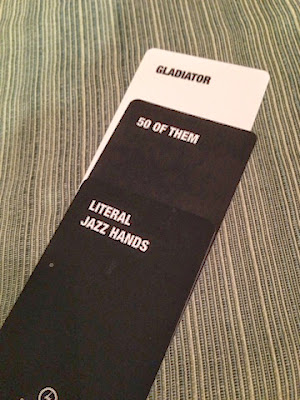 GLADIATOR
50 OF THEM
LITERAL
JAZZ HANDS